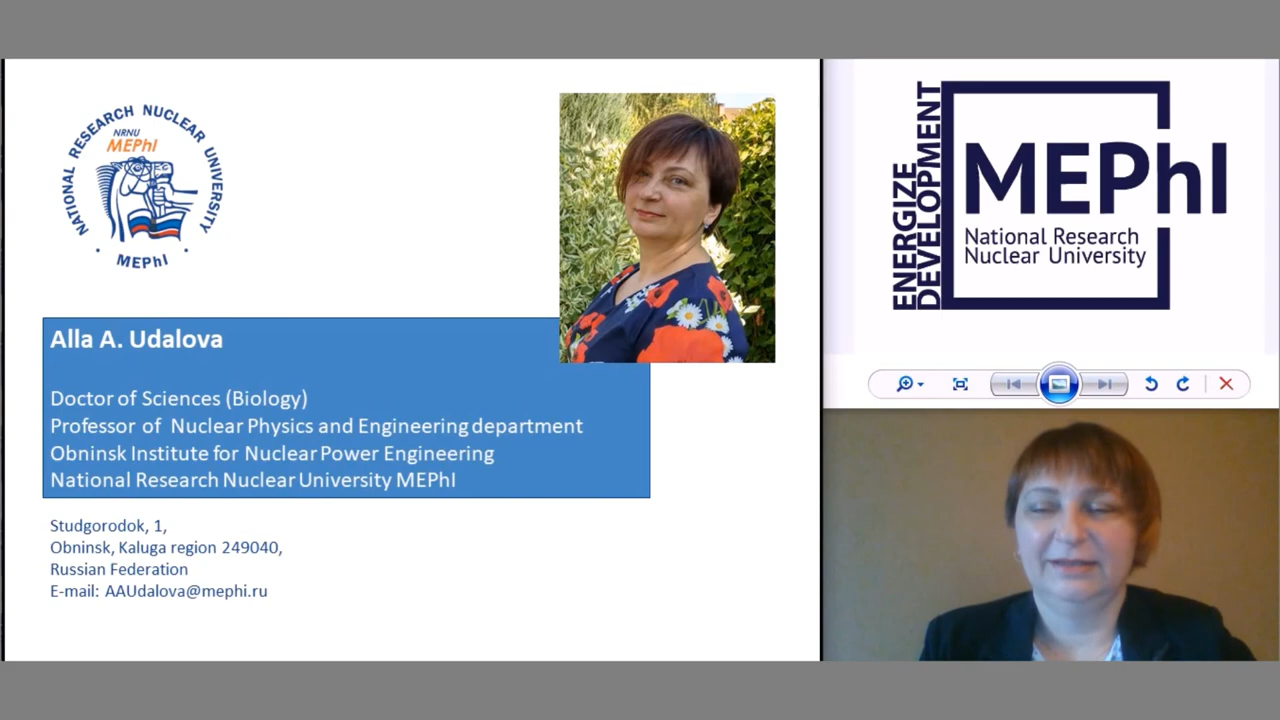 NATIONAL RESEARCH NUCLEAR UNIVERSITY
NRNU
MEPhI
• MEPhI •
Alla A. Udalova
Doctor of Sciences (Biology)
Professor of Nuclear Physics and Engineering department
Obninsk Institute for Nuclear Power Engineering
National Research Nuclear University MEPhI
Studgorodok, 1,
Obninsk, Kaluga region 249040,
Russian Federation
E-mail: AAUdalova@mephi.ru
ENERGIZE
DEVELOPMENT
MEPhI
National Research
Nuclear University